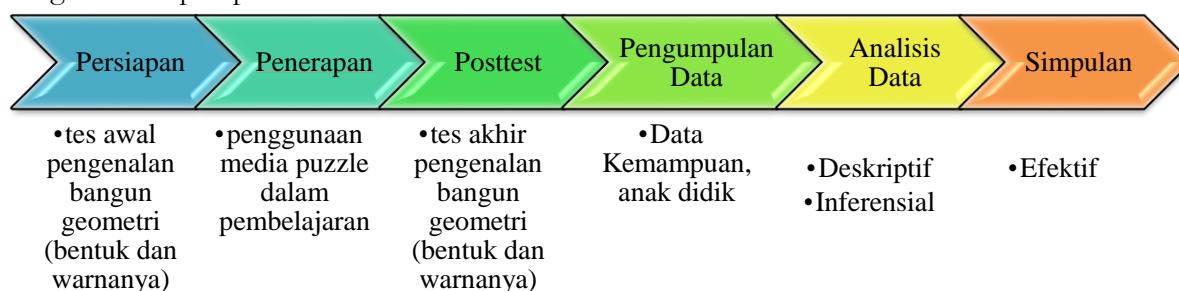 Persiapan
Penerapan
Posttest
Pengumpulan
Data
Analisis
Data
Simpulan
•tes awal
pengenalan
bangun
geometri
(bentuk dan
warnanya)
•penggunaan
media puzzle
dalam
pembelajaran
•tes akhir
pengenalan
bangun
geometri
(bentuk dan
warnanya)
•Data
Kemampuan,
anak didik
•Deskriptif
•Inferensial
•Efektif